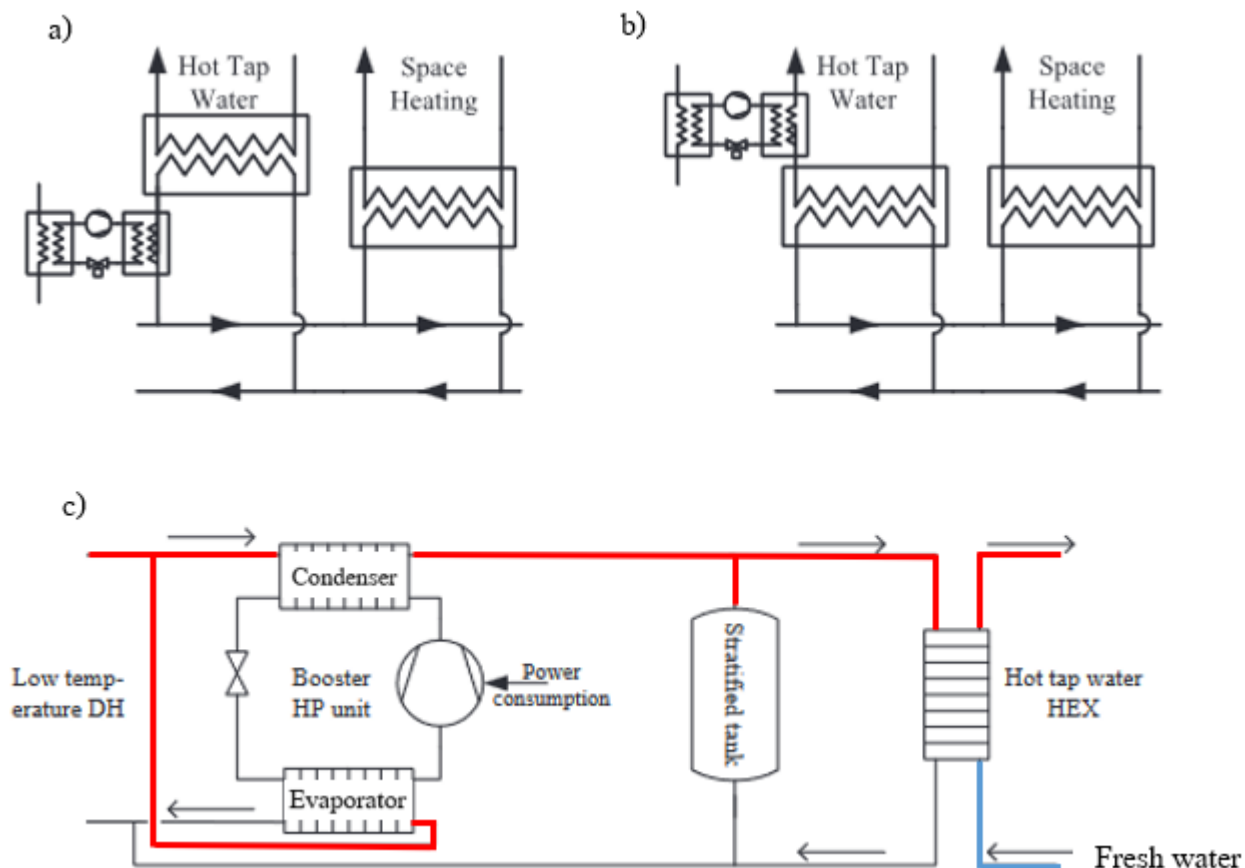 a)
Hot Tap
Water
Space
Heating
b)
Hot Tap
Water
Space
Heating
c)
Condenser
Low temp-
erature DH
Booster
HP unit
Power
consumption
Stratified tank
Hot tap water
HEX
Evaporator
Fresh water